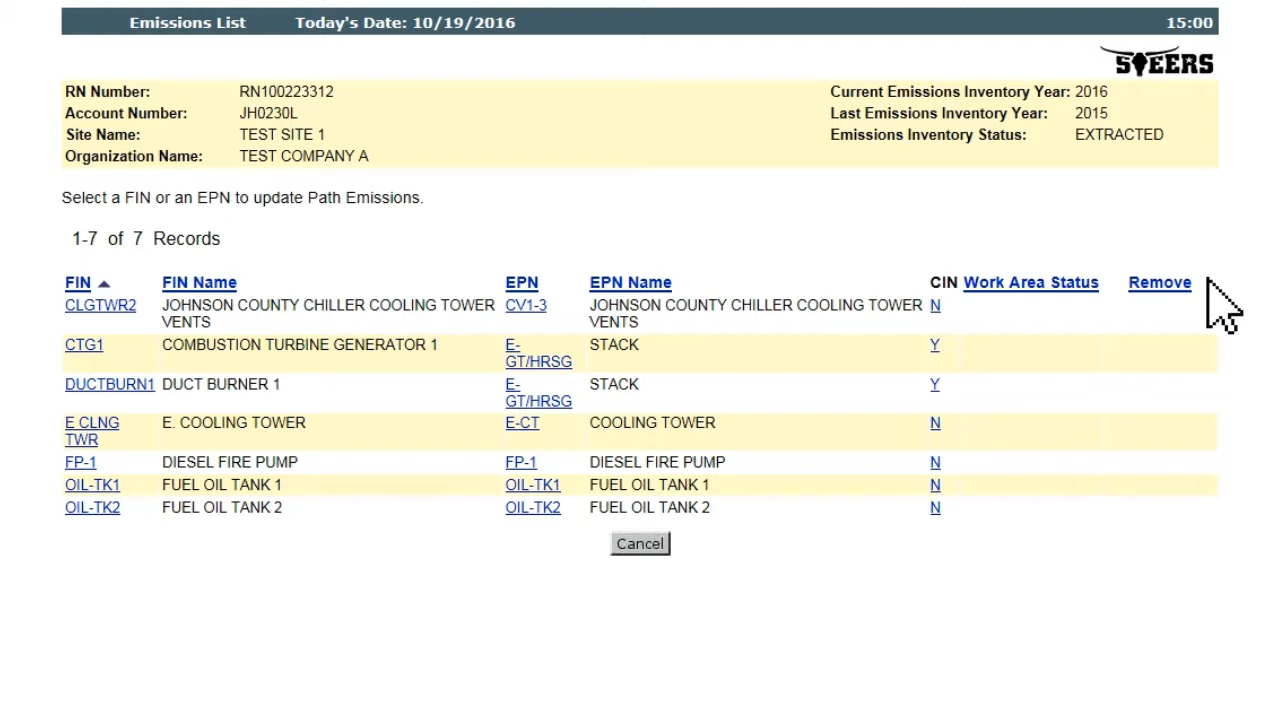 Emissions List Today's Date: 10/19/2016 15:00
STEERS
RN Number: RN100223312 Current Emissions Inventory Year: 2016
Account Number: JH0230L Last Emissions Inventory Year: 2015
Site Name: TEST SITE 1 Emissions Inventory Status: EXTRACTED
Organization Name: TEST COMPANY A
Select a FIN or an EPN to update Path Emissions.
1-7 of 7 Records
FIN FIN Name EPN EPN Name CIN Work Area Status Remove
CLGTWR2 JOHNSON COUNTY CHILLER COOLING TOWER CV1-3 JOHNSON COUNTY CHILLER COOLING TOWER N
VENTS VENTS
CTG1 COMBUSTION TURBINE GENERATOR 1 E- STACK Y
GT/HRSG
DUCTBURN1 DUCT BURNER 1 E- STACK Y
GT/HRSG
E CLNG E. COOLING TOWER E-CT COOLING TOWER N
TWR
FP-1 DIESEL FIRE PUMP FP-1 DIESEL FIRE PUMP N
OIL-TK1 FUEL OIL TANK 1 OIL-TK1 FUEL OIL TANK 1 N
OIL-TK2 FUEL OIL TANK 2 OIL-TK2 FUEL OIL TANK 2 N
Cancel